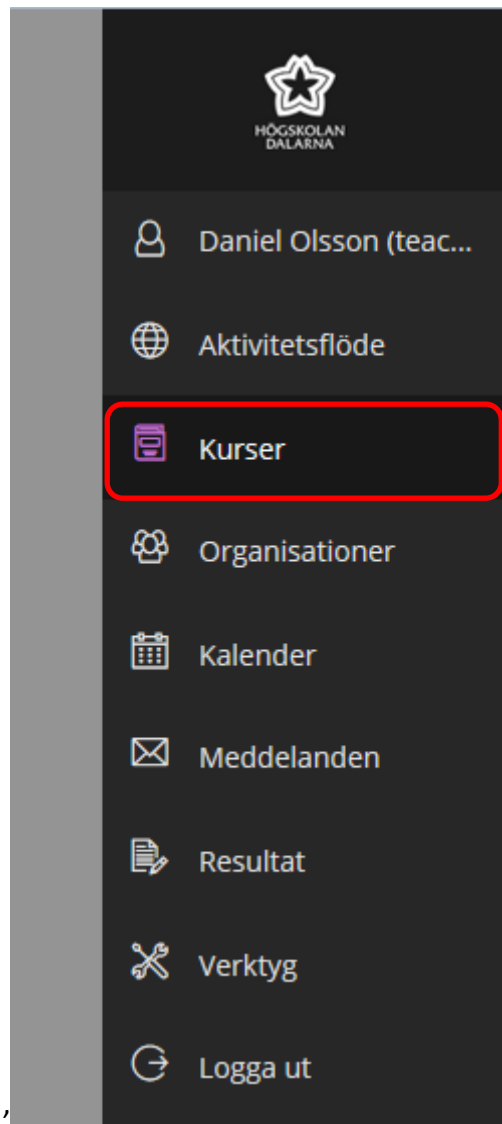 HÖGSKOLAN
DALARNA
Daniel Olsson (teac...
Aktivitetsflöde
Kurser
Organisationer
Kalender
Meddelanden
Resultat
Verktyg
Logga ut
,